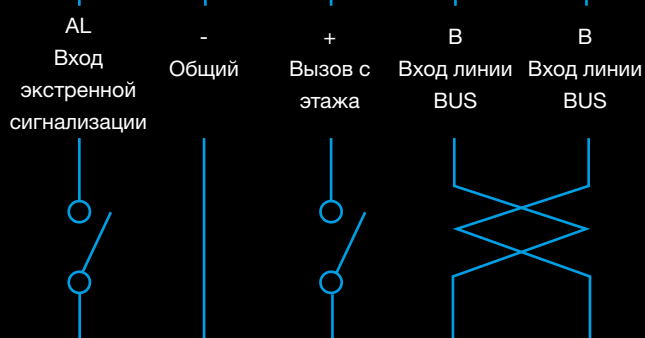 AL
Вход
экстренной
сигнализации
-
Общий
+
Вызов с
этажа
B
Вход линии
BUS
B
Вход линии
BUS